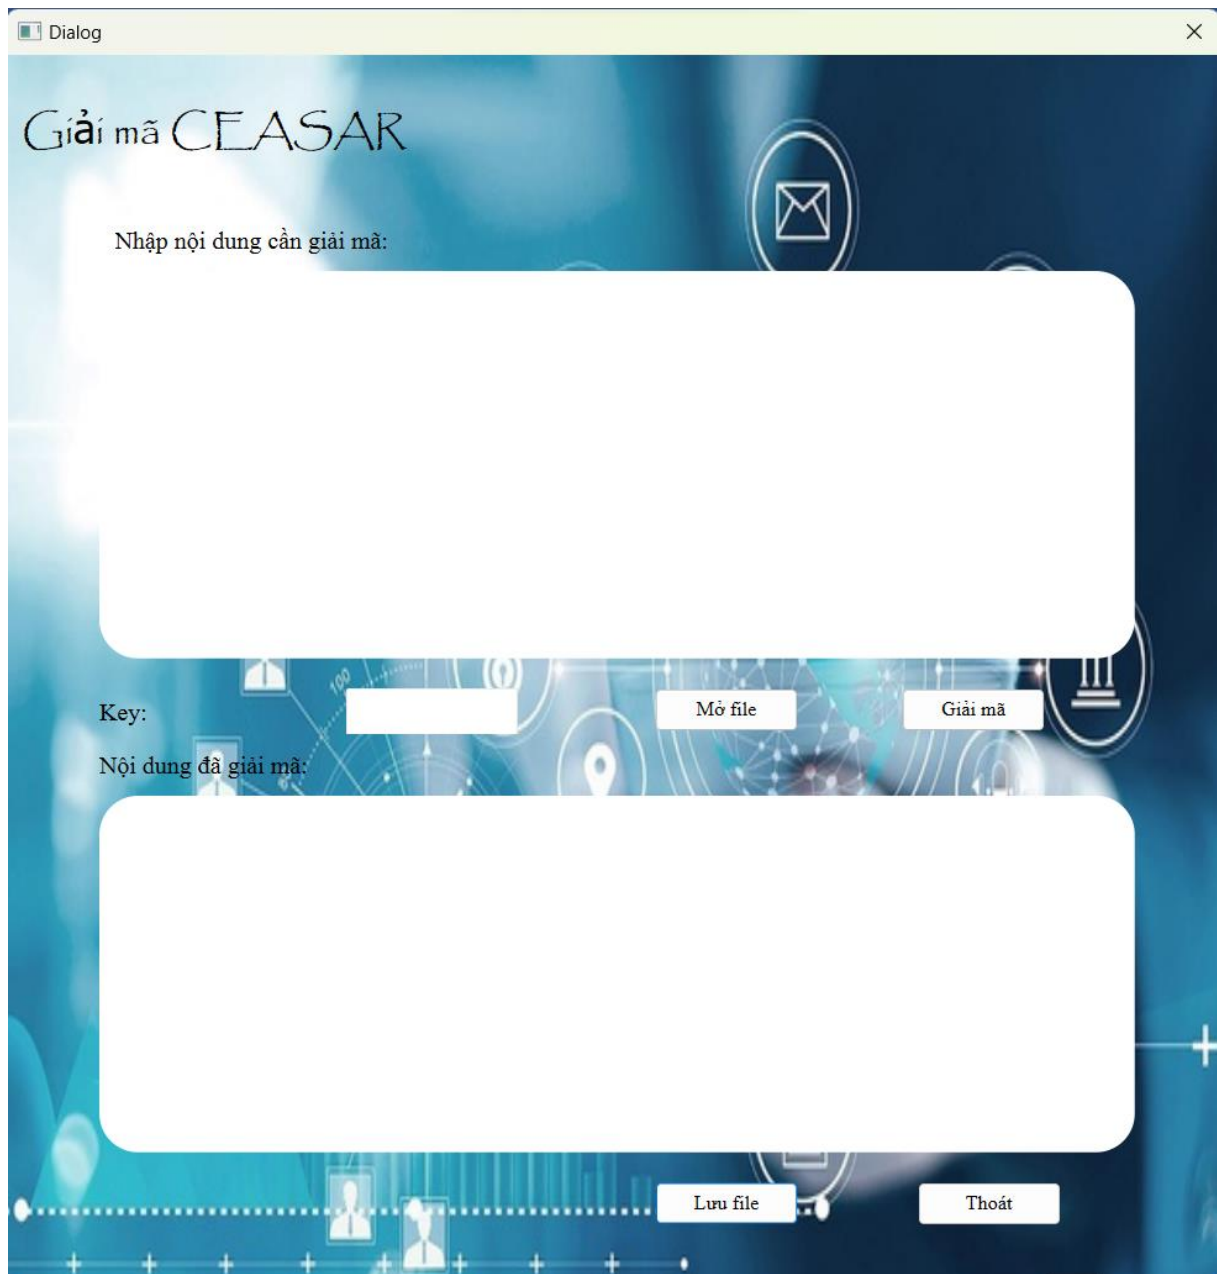 Dialog
Giải mã CEASAR
Nhập nội dung cần giải mã:
100
Key:
Mở file
Giải mã
Nội dung đã giải mã:
Lưu file
Thoát